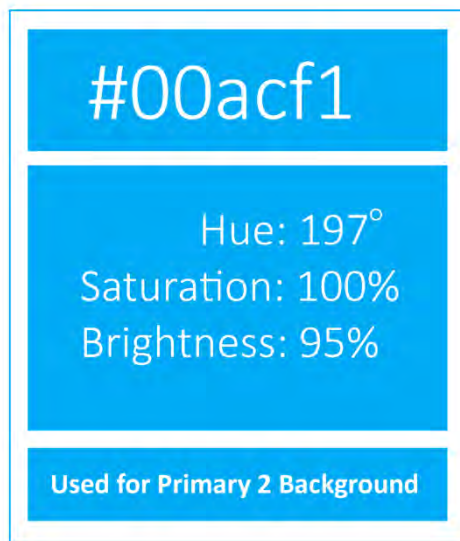 #00acf1
Hue: 197°
Saturation: 100%
Brightness: 95%
Used for Primary 2 Background